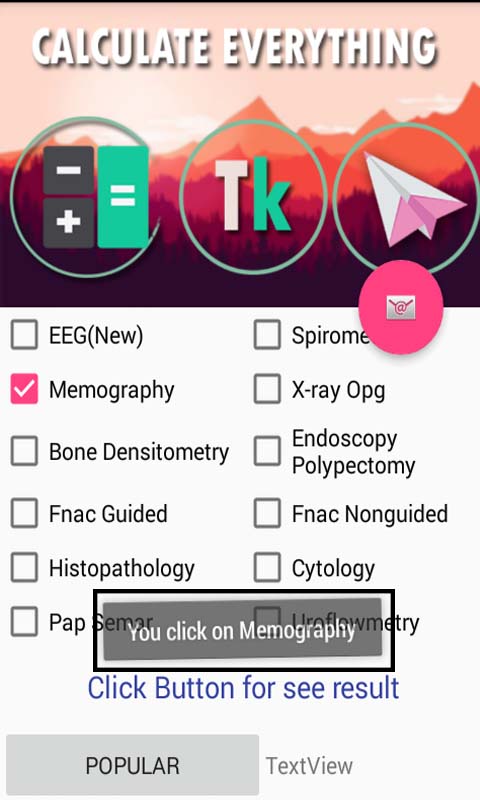 CALCULATE EVERYTHING
Tk
EEG(New)
Spirome
Memography
X-ray Opg
Bone Densitometry
Endoscopy
Polypectomy
Fnac Guided
Fnac Nonguided
Histopathology
Cytology
Pap Semar
Uroflowmetry
You click on Memography
Click Button for see result
POPULAR
TextView